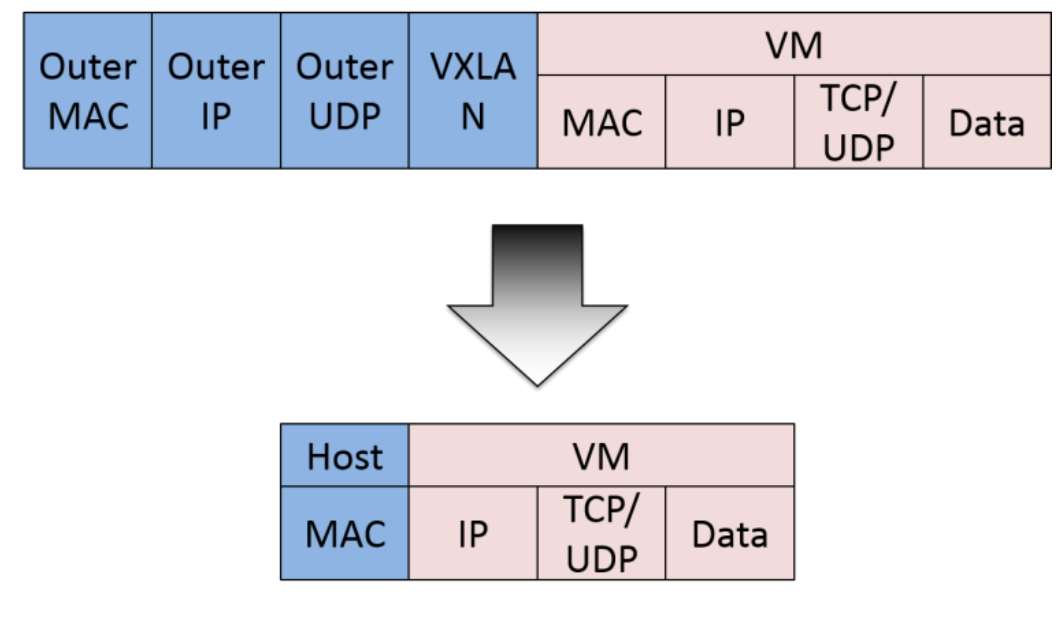 Outer MAC
Outer IP
Outer UDP
VXLA
N
VM
MAC
IP
TCP/
UDP
Data
Host
VM
MAC
IP
TCP/
UDP
Data